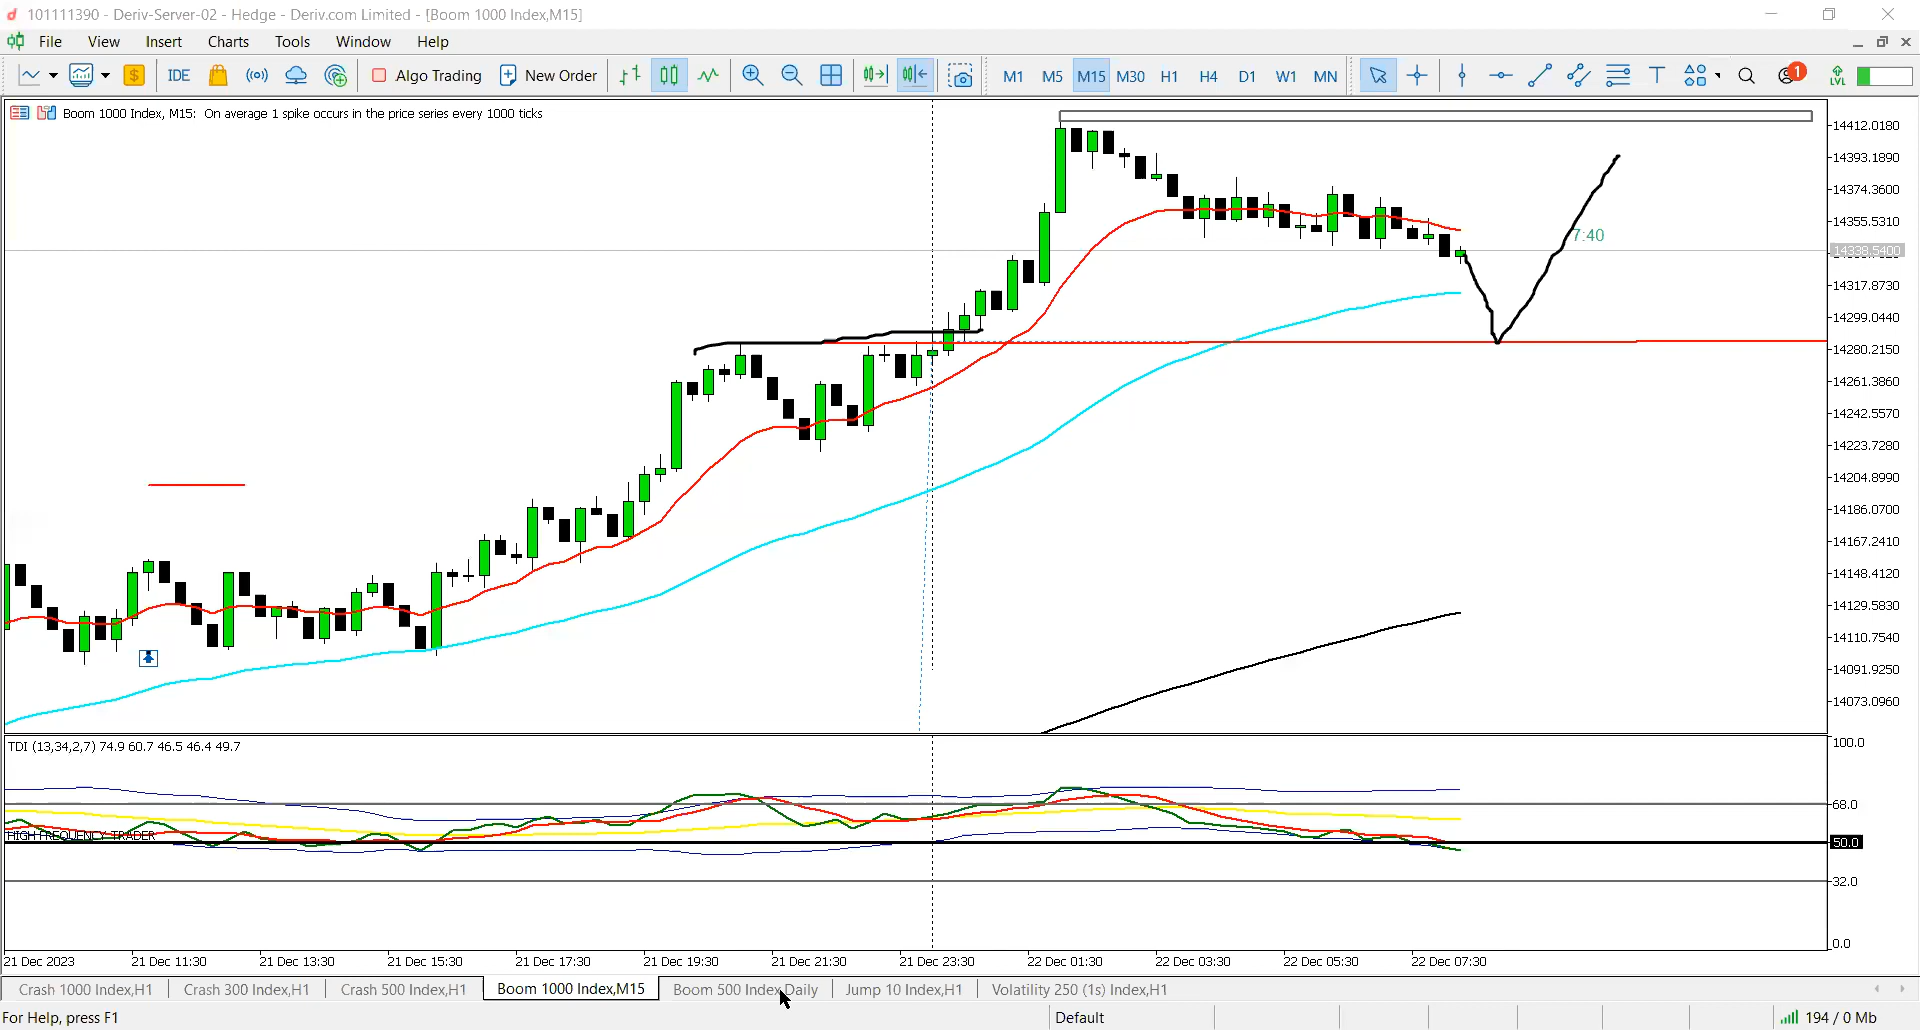 101111390 - Deriv-Server-02 - Hedge - Deriv.com Limited - [Boom 1000 Index,M15]
File View Insert Charts Tools Window Help
IDE Algo Trading New Order M1 M5 M15 M30 H1 H4 D1 W1 MN T 1 LVL
Boom 1000 Index, M15: On average 1 spike occurs in the price series every 1000 ticks
14412.0180
14393.1890
14374.3600
14355.5310
7:40
14338.5400
14317.8730
14299.0440
14280.2150
14261.3860
14242.5570
14223.7280
14204.8990
14186.0700
14167.2410
14148.4120
14129.5830
14110.7540
14091.9250
14073.0960
TDI (13,34,2,7) 74.9 60.7 46.5 46.4 49.7
100.0
68.0
HIGH FREQUENCY TRADER
50.0
32.0
0.0
21 Dec 2023 21 Dec 11:30 21 Dec 13:30 21 Dec 15:30 21 Dec 17:30 21 Dec 19:30 21 Dec 21:30 21 Dec 23:30 22 Dec 01:30 22 Dec 03:30 22 Dec 05:30 22 Dec 07:30
Crash 1000 Index,H1 Crash 300 Index,H1 Crash 500 Index,H1 Boom 1000 Index,M15 Boom 500 Index,Daily Jump 10 Index,H1 Volatility 250 (1s) Index,H1
For Help, press F1 Default 194 / 0 Mb